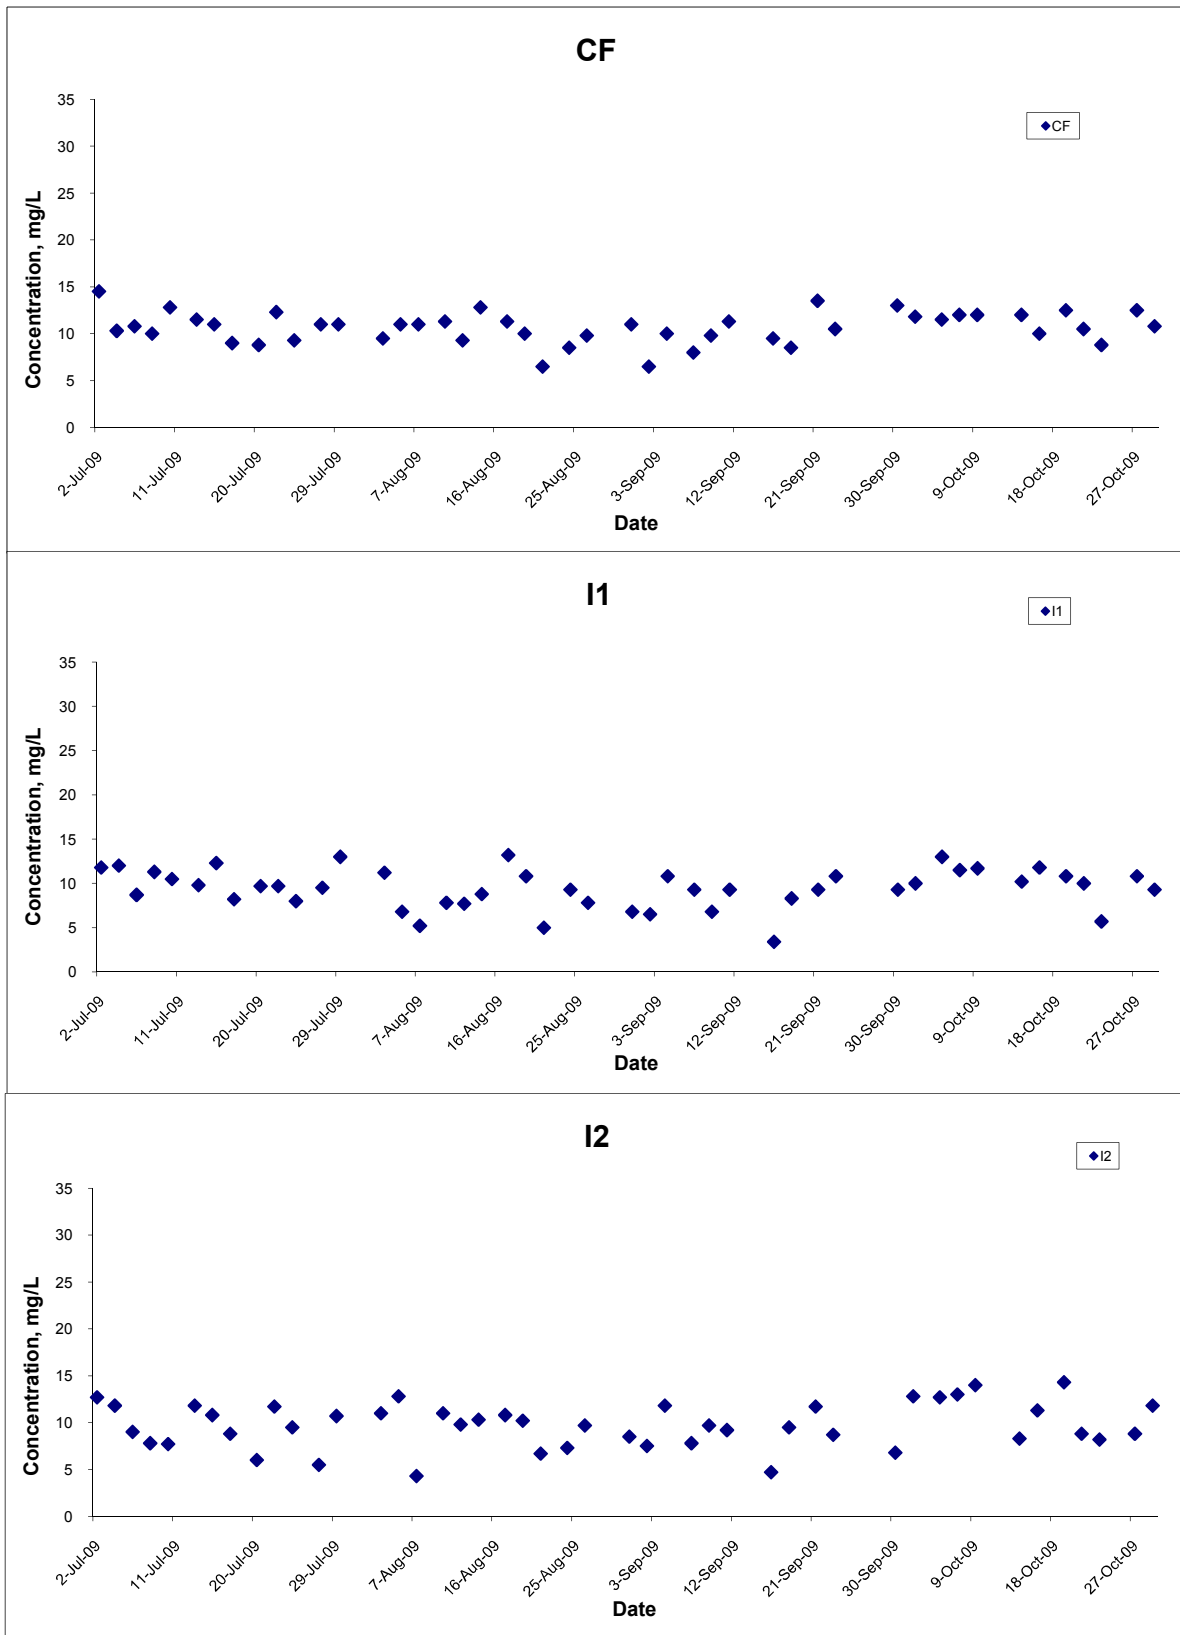 CF
CF
35
30
25
20
15
10
5
0
Concentration, mg/L
2-Jul-09
11-Jul-09
20-Jul-09
29-Jul-09
7-Aug-09
16-Aug-09
25-Aug-09
3-Sep-09
12-Sep-09
21-Sep-09
30-Sep-09
9-Oct-09
18-Oct-09
27-Oct-09
Date
I1
I1
35
30
25
20
15
10
5
0
Concentration, mg/L
2-Jul-09
11-Jul-09
20-Jul-09
29-Jul-09
7-Aug-09
16-Aug-09
25-Aug-09
3-Sep-09
12-Sep-09
21-Sep-09
30-Sep-09
9-Oct-09
18-Oct-09
27-Oct-09
Date
I2
I2
35
30
25
20
15
10
5
0
Concentration, mg/L
2-Jul-09
11-Jul-09
20-Jul-09
29-Jul-09
7-Aug-09
16-Aug-09
25-Aug-09
3-Sep-09
12-Sep-09
21-Sep-09
30-Sep-09
9-Oct-09
18-Oct-09
27-Oct-09
Date